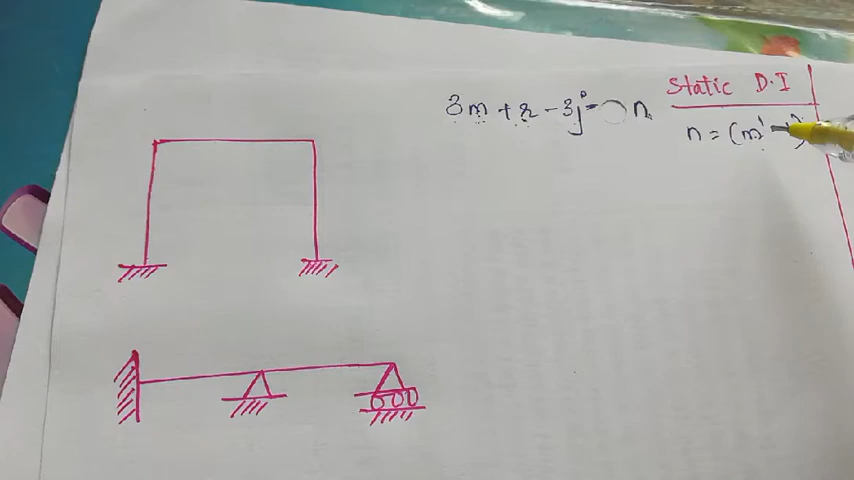 3m + r - 3j = n
Static D.I
n = (m'